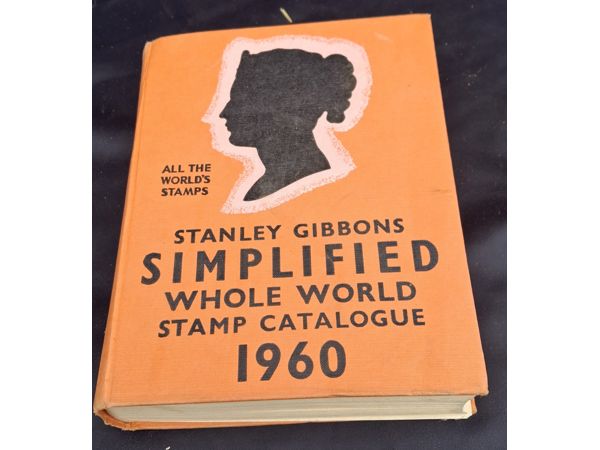 ALL THE
WORLD'S
STAMPS
STANLEY GIBBONS
SIMPLIFIED
WHOLE WORLD
STAMP CATALOGUE
1960